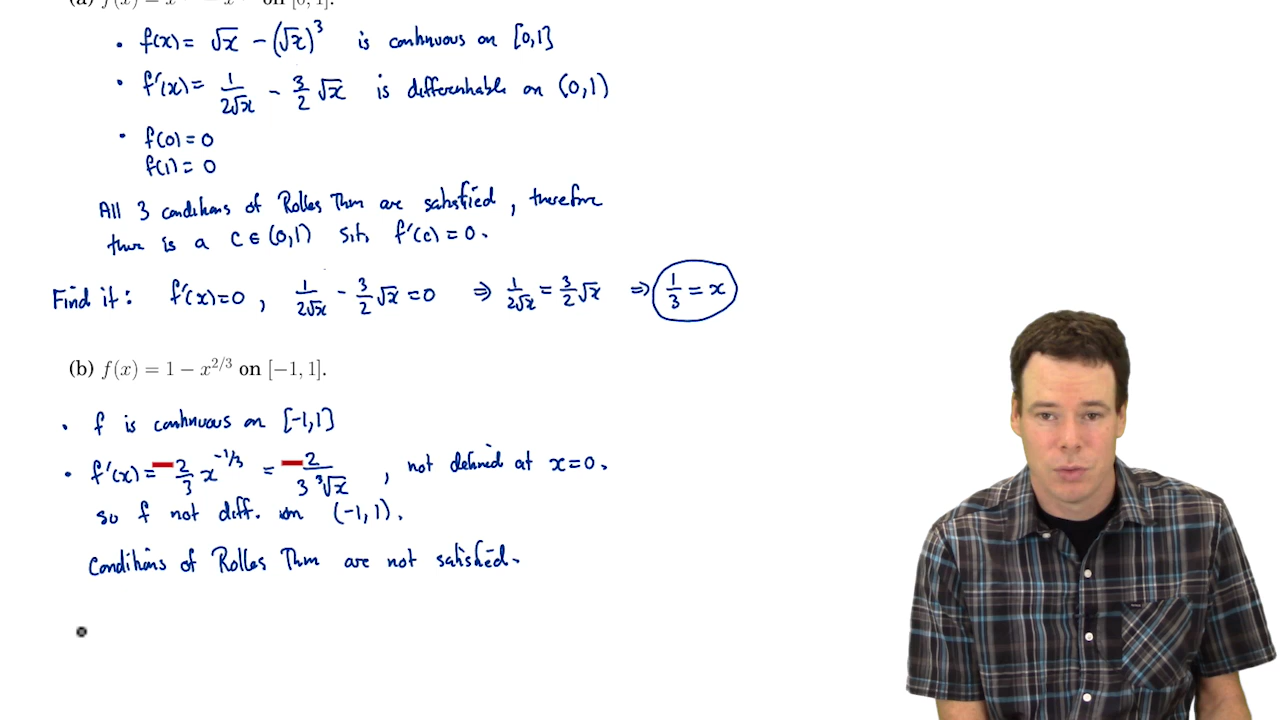 (a) f(x) = x − x on [0, 1].
• f(x) = √x − (√x)³ is continuous on [0,1]
• f'(x) = 1/(2√x) − 3/2 √x is differentiable on (0,1)
• f(0) = 0
f(1) = 0
All 3 conditions of Rolles Thm are satisfied, therefore
there is a c ∈ (0,1) s.t. f'(c) = 0.
Find it: f'(x) = 0, 1/(2√x) − 3/2 √x = 0 ⇒ 1/(2√x) = 3/2 √x ⇒ 1/3 = x
(b) f(x) = 1 − x^{2/3} on [−1, 1].
• f is continuous on [-1,1]
• f'(x) = −2/3 x^{-1/3} = −2/(3 ∛x), not defined at x=0.
so f not diff. on (-1,1).
Conditions of Rolles Thm are not satisfied.